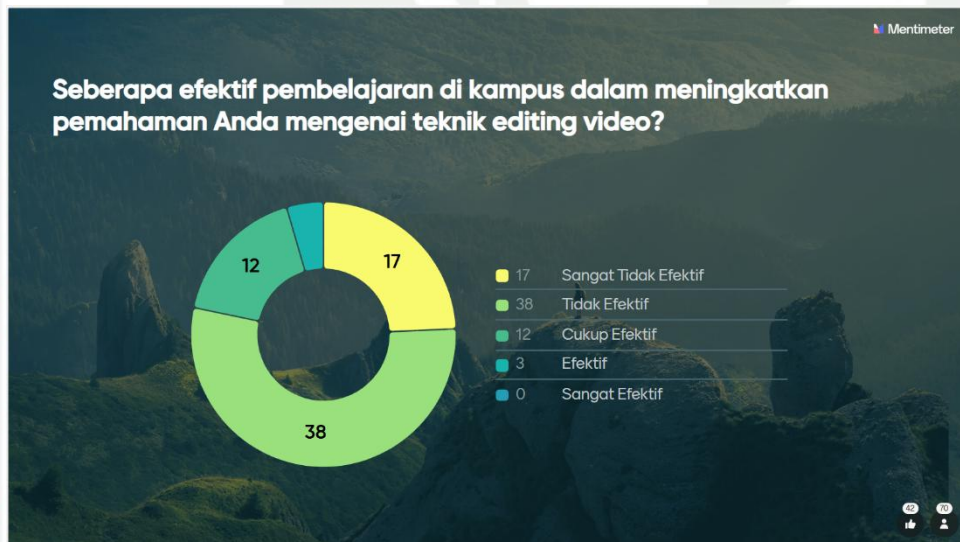 Mentimeter
Seberapa efektif pembelajaran di kampus dalam meningkatkan
pemahaman Anda mengenai teknik editing video?
12
17
38
17 Sangat Tidak Efektif
38 Tidak Efektif
12 Cukup Efektif
3 Efektif
0 Sangat Efektif
42 70